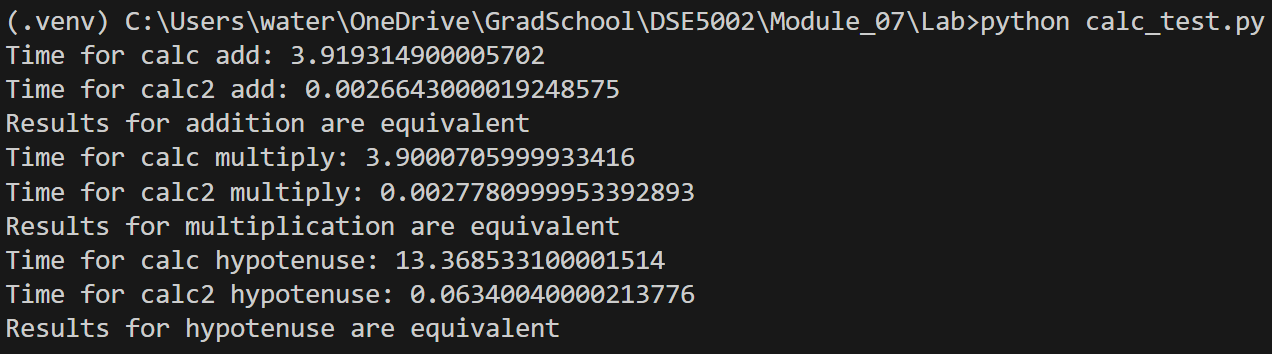 (.venv) C:\Users\water\OneDrive\GradSchool\DSE5002\Module_07\Lab>python calc_test.py
Time for calc add: 3.919314900005702
Time for calc2 add: 0.0026643000019248575
Results for addition are equivalent
Time for calc multiply: 3.9000705999933416
Time for calc2 multiply: 0.0027780999953392893
Results for multiplication are equivalent
Time for calc hypotenuse: 13.368533100001514
Time for calc2 hypotenuse: 0.06340040000213776
Results for hypotenuse are equivalent